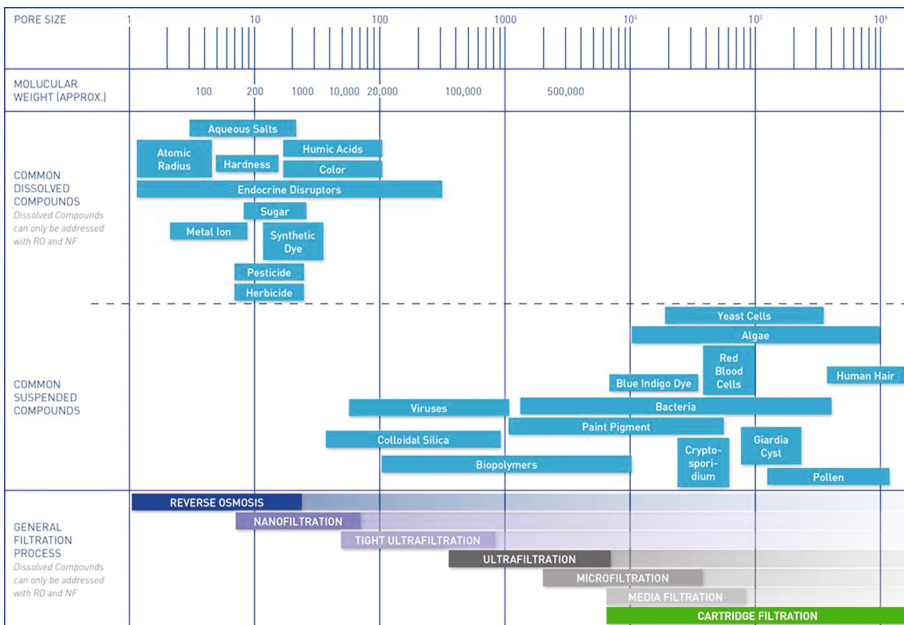 PORE SIZE 1 10 100 1000 10⁴ 10⁵ 10⁶
MOLUCULAR
WEIGHT (APPROX.) 100 200 1000 10,000 20,000 100,000 500,000
COMMON
DISSOLVED
COMPOUNDS
Dissolved Compounds
can only be addressed
with RO and NF
Aqueous Salts
Atomic
Radius
Humic Acids
Hardness
Color
Endocrine Disruptors
Sugar
Metal Ion
Synthetic
Dye
Pesticide
Herbicide
COMMON
SUSPENDED
COMPOUNDS
Yeast Cells
Algae
Red
Blood
Cells
Human Hair
Blue Indigo Dye
Viruses
Bacteria
Paint Pigment
Colloidal Silica
Crypto-
spori-
dium
Giardia
Cyst
Biopolymers
Pollen
GENERAL
FILTRATION
PROCESS
Dissolved Compounds
can only be addressed
with RO and NF
REVERSE OSMOSIS
NANOFILTRATION
TIGHT ULTRAFILTRATION
ULTRAFILTRATION
MICROFILTRATION
MEDIA FILTRATION
CARTRIDGE FILTRATION